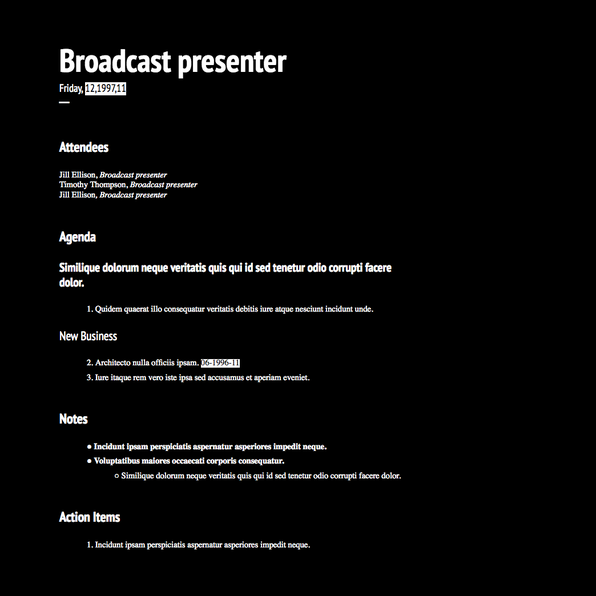 Broadcast presenter
Friday, 12,1997,11
Attendees
Jill Ellison, Broadcast presenter
Timothy Thompson, Broadcast presenter
Jill Ellison, Broadcast presenter
Agenda
Similique dolorum neque veritatis quis qui id sed tenetur odio corrupti facere
dolor.
1. Quidem quaerat illo consequatur veritatis debitis iure atque nesciunt incidunt unde.
New Business
2. Architecto nulla officiis ipsam. 06-1996-11
3. Iure itaque rem vero iste ipsa sed accusamus et aperiam eveniet.
Notes
● Incidunt ipsam perspiciatis aspernatur asperiores impedit neque.
● Voluptatibus maiores occaecati corporis consequatur.
○ Similique dolorum neque veritatis quis qui id sed tenetur odio corrupti facere dolor.
Action Items
1. Incidunt ipsam perspiciatis aspernatur asperiores impedit neque.